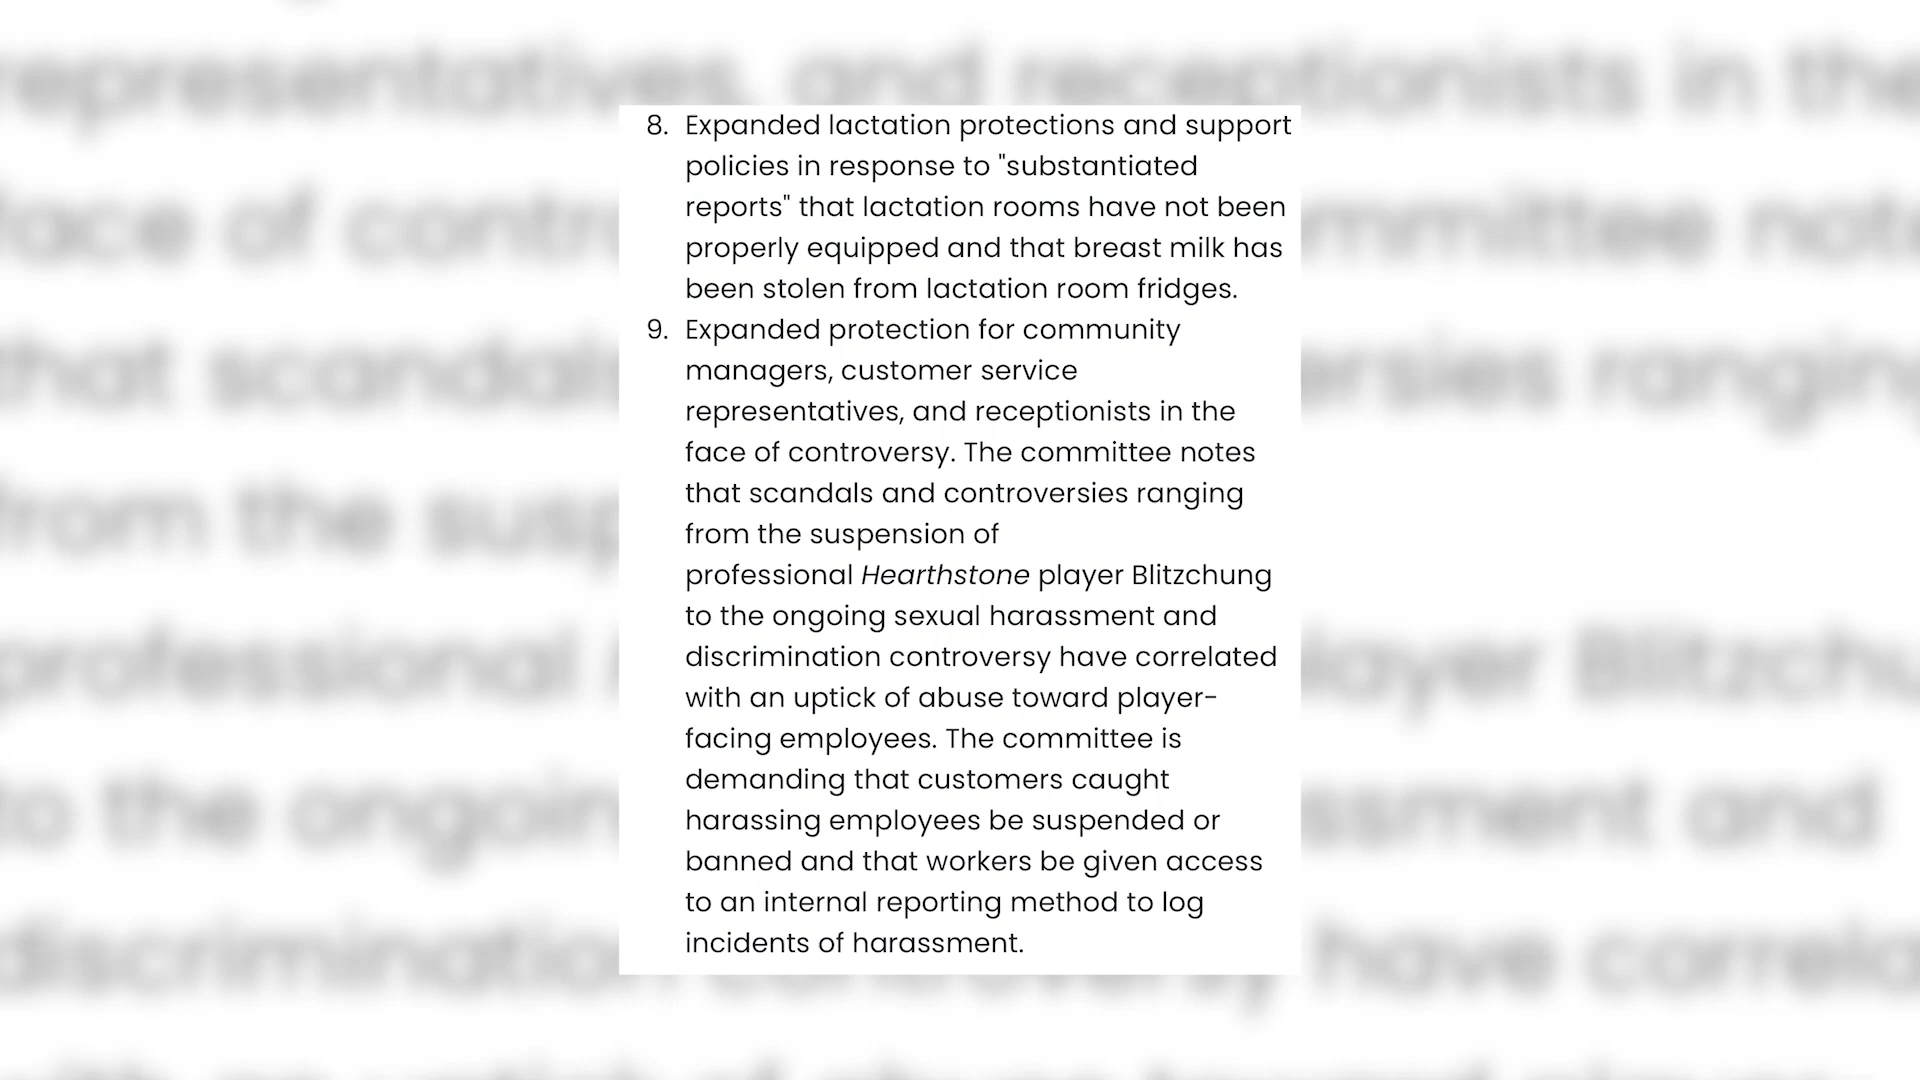 8. Expanded lactation protections and support
policies in response to "substantiated
reports" that lactation rooms have not been
properly equipped and that breast milk has
been stolen from lactation room fridges.
9. Expanded protection for community
managers, customer service
representatives, and receptionists in the
face of controversy. The committee notes
that scandals and controversies ranging
from the suspension of
professional Hearthstone player Blitzchung
to the ongoing sexual harassment and
discrimination controversy have correlated
with an uptick of abuse toward player-
facing employees. The committee is
demanding that customers caught
harassing employees be suspended or
banned and that workers be given access
to an internal reporting method to log
incidents of harassment.